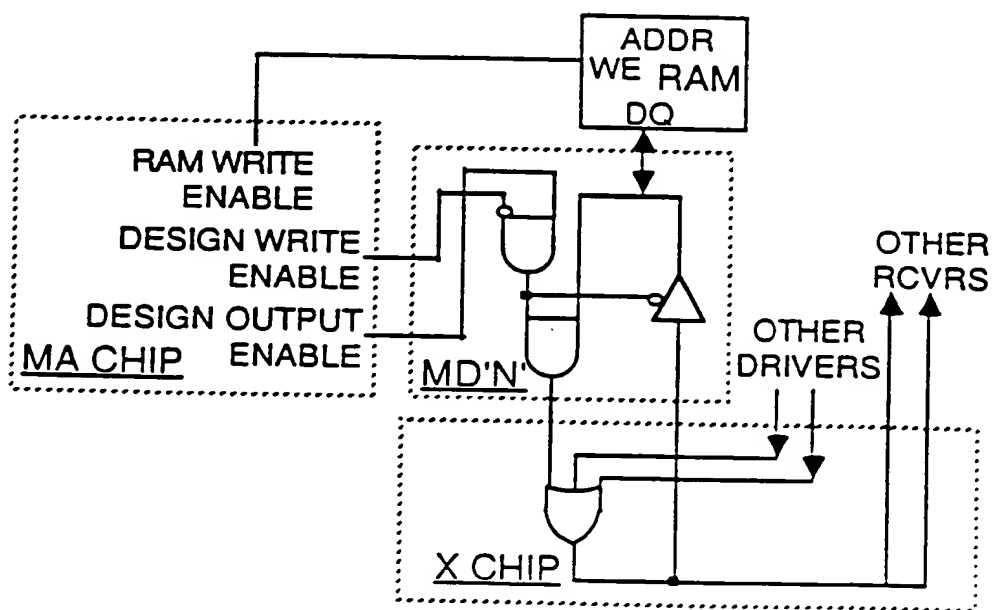 ADDR
WE RAM
DQ
RAM WRITE
ENABLE
DESIGN WRITE
ENABLE
DESIGN OUTPUT
ENABLE
MA CHIP
MD'N'
OTHER
RCVRS
OTHER
DRIVERS
X CHIP